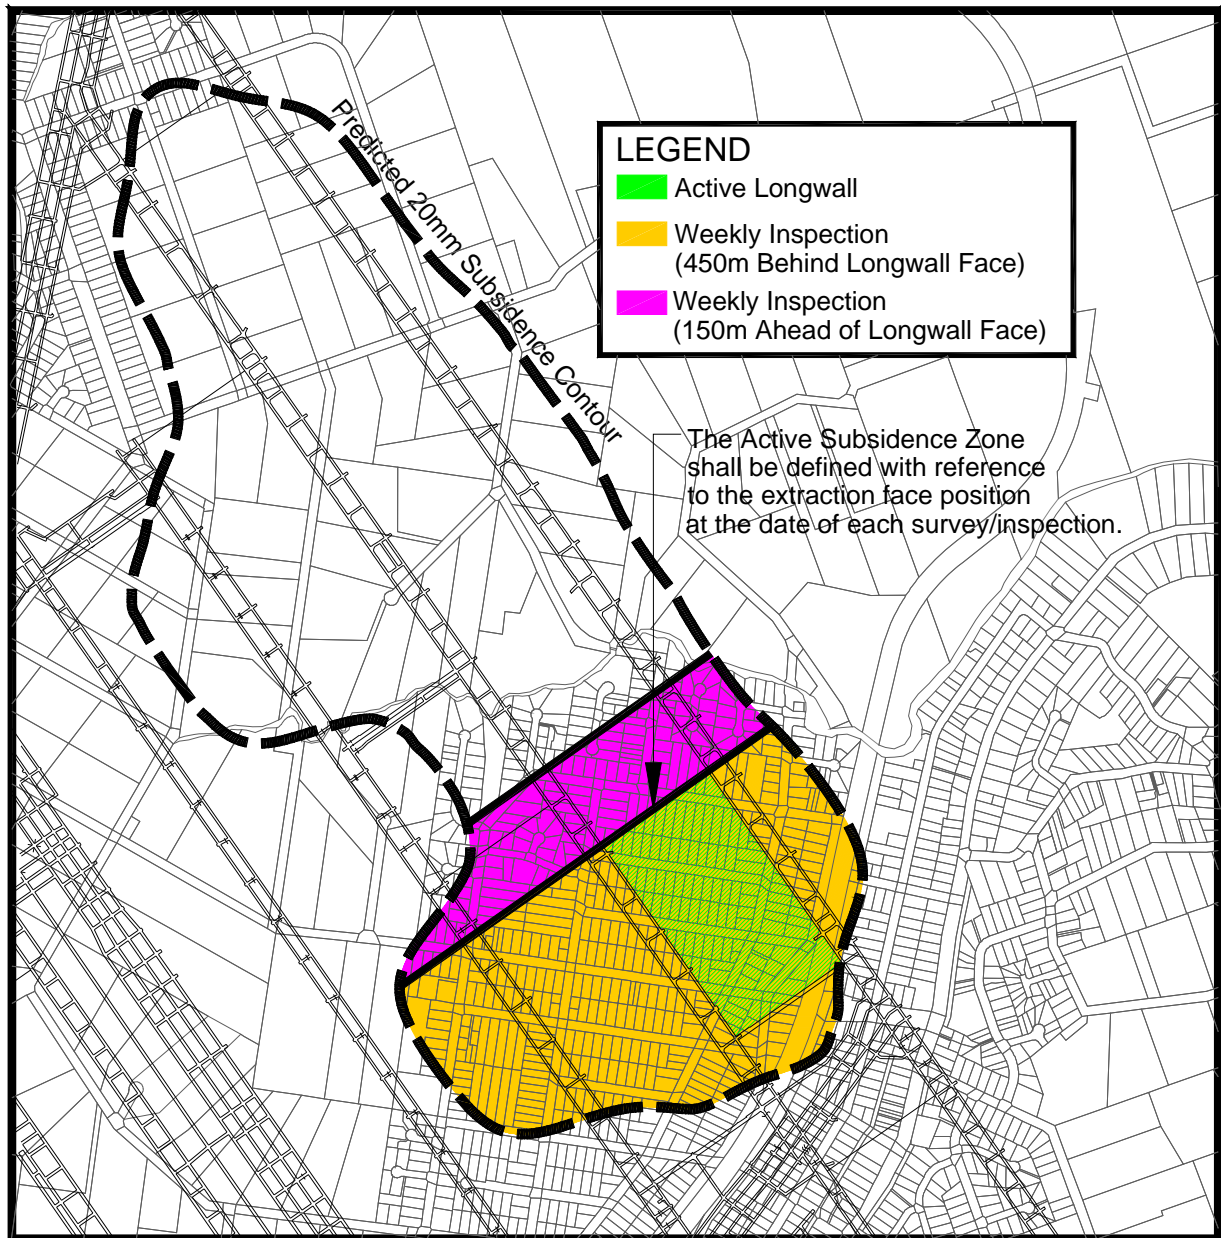 LEGEND
Active Longwall
Weekly Inspection
(450m Behind Longwall Face)
Weekly Inspection
(150m Ahead of Longwall Face)
Predicted 20mm Subsidence Contour
The Active Subsidence Zone
shall be defined with reference
to the extraction face position
at the date of each survey/inspection.